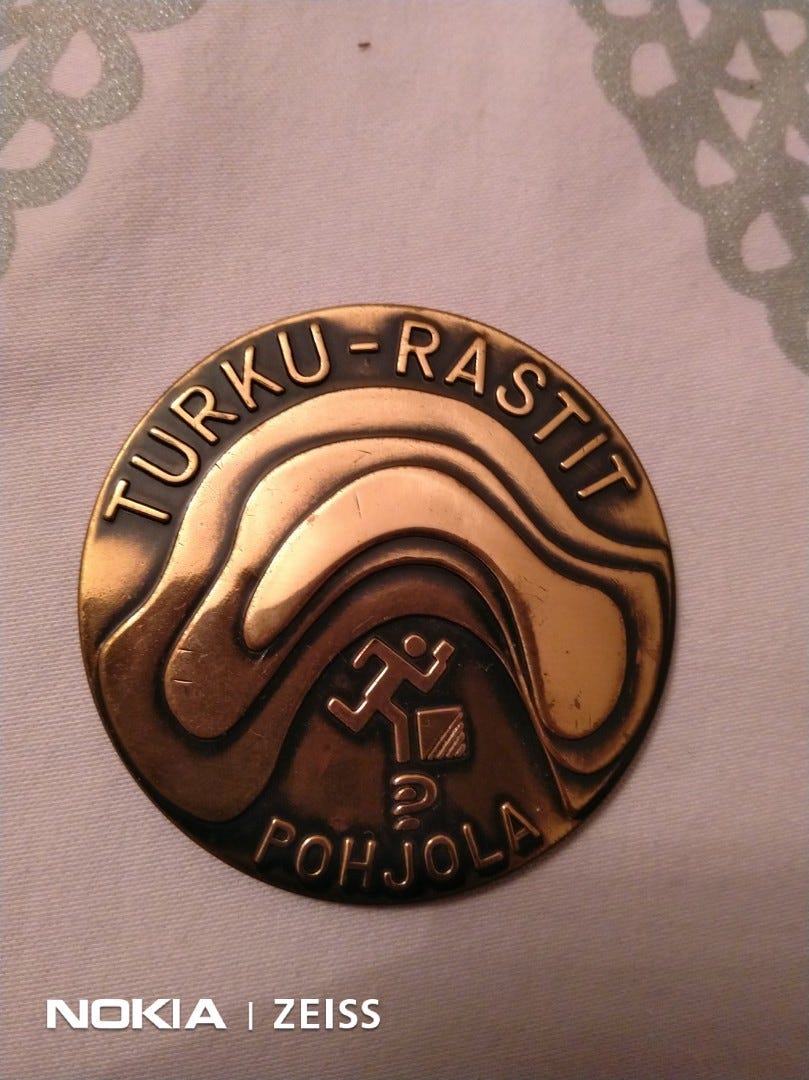 TURKU-RASTIT
?
POHJOLA
NOKIA | ZEISS